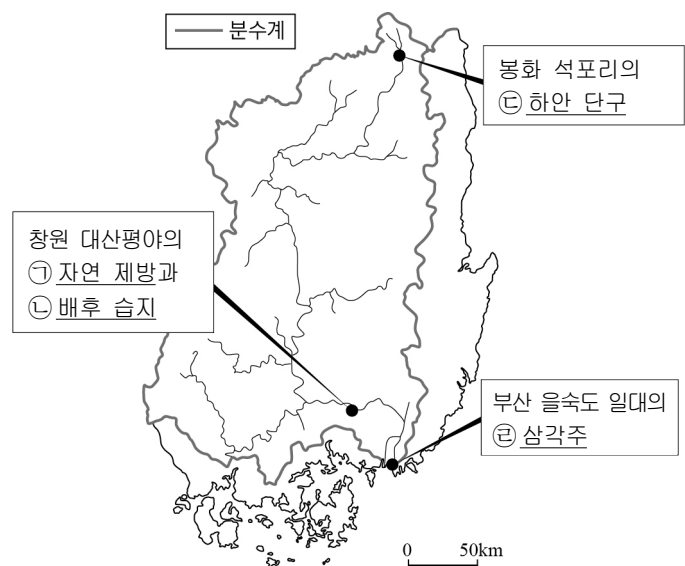 분수계
봉화 석포리의
㉢ 하안 단구
창원 대산평야의
㉠ 자연 제방과
㉡ 배후 습지
부산 을숙도 일대의
㉣ 삼각주
0 50km